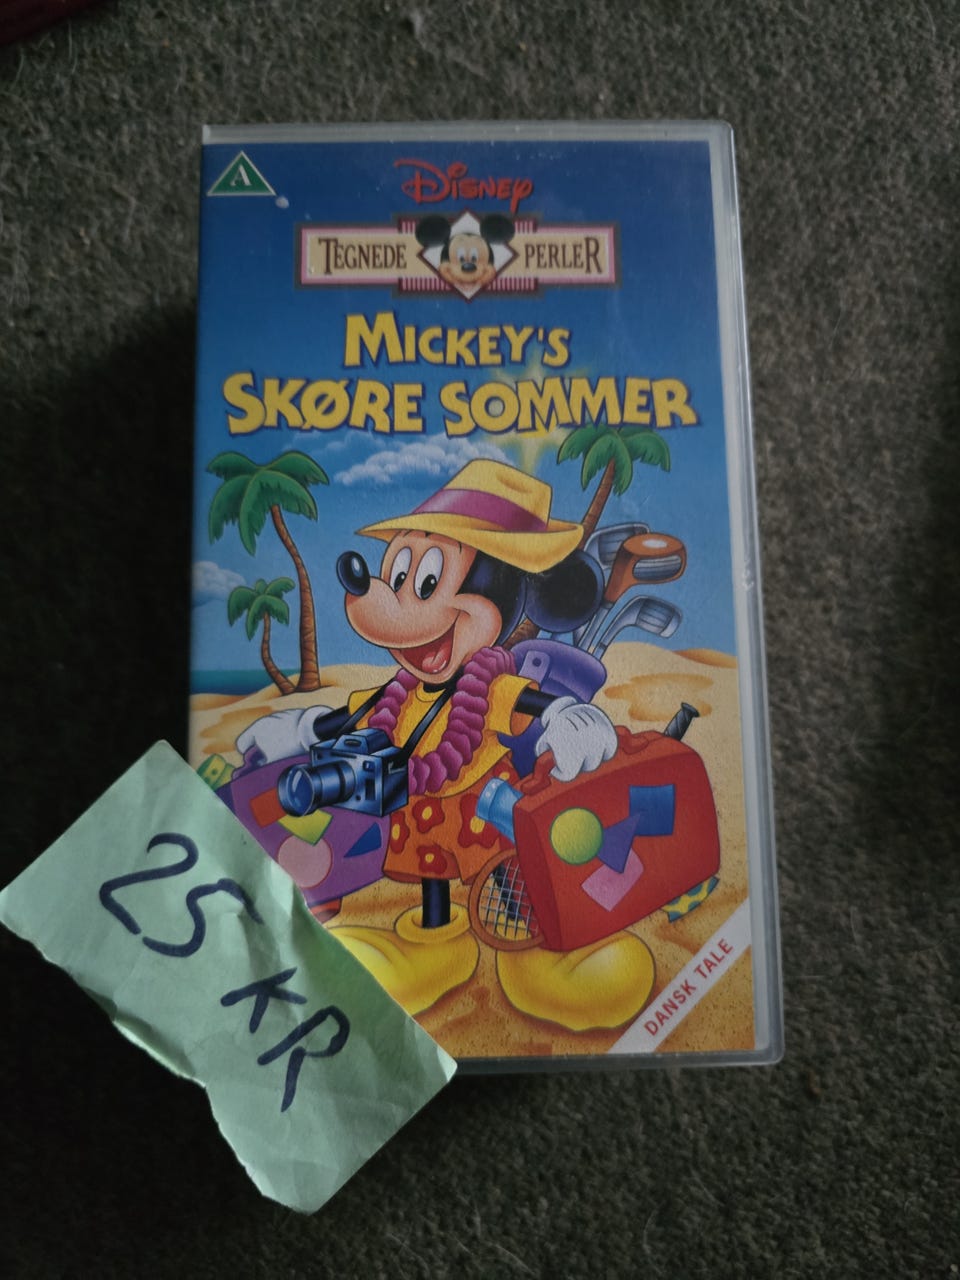 A
Disney
TEGNEDE PERLER
MICKEY'S
SKØRE SOMMER
DANSK TALE
25 KR